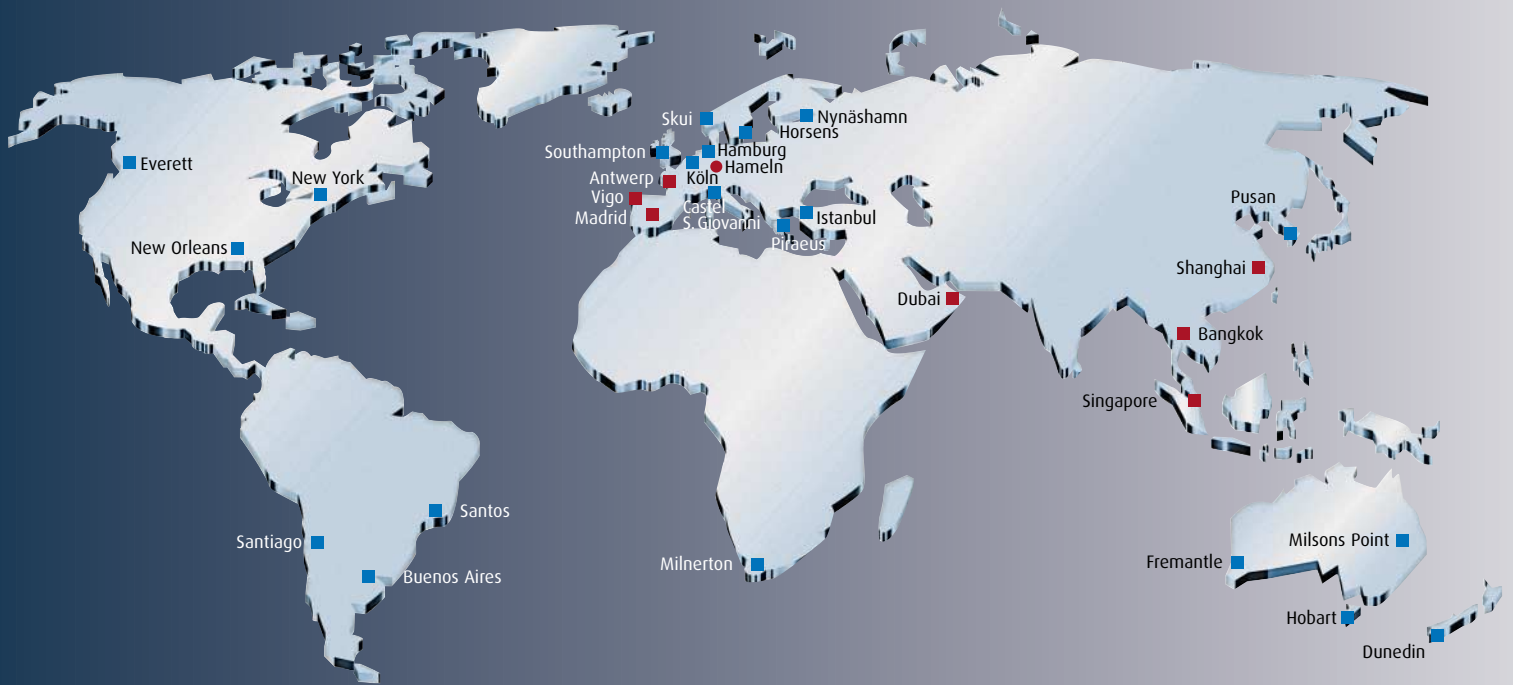 Skui
Nynäshamn
Horsens
Southampton
Hamburg
Everett
Hameln
New York
Antwerp
Köln
Vigo
Castel
S. Giovanni
Madrid
Istanbul
Pusan
Piraeus
New Orleans
Shanghai
Dubai
Bangkok
Singapore
Santos
Santiago
Milsons Point
Buenos Aires
Milnerton
Fremantle
Hobart
Dunedin